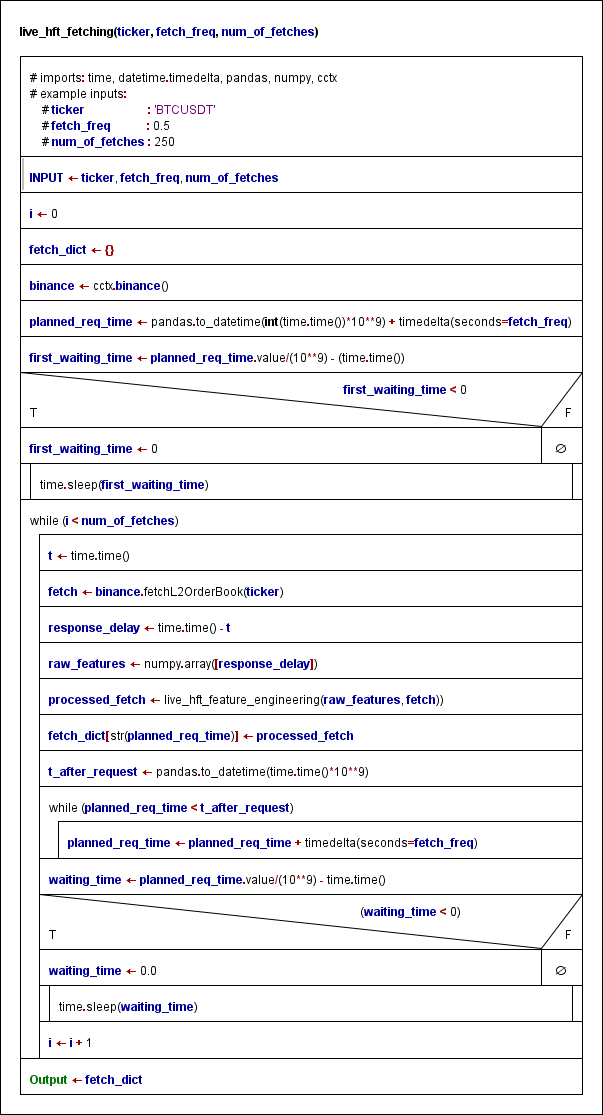 live_hft_fetching(ticker, fetch_freq, num_of_fetches)
# imports: time, datetime.timedelta, pandas, numpy, cctx
# example inputs:
#ticker : 'BTCUSDT'
#fetch_freq : 0.5
#num_of_fetches : 250
INPUT ← ticker, fetch_freq, num_of_fetches
i ← 0
fetch_dict ← {}
binance ← cctx.binance()
planned_req_time ← pandas.to_datetime(int(time.time())*10**9) + timedelta(seconds=fetch_freq)
first_waiting_time ← planned_req_time.value/(10**9) - (time.time())
first_waiting_time < 0
T F
first_waiting_time ← 0 ∅
time.sleep(first_waiting_time)
while (i < num_of_fetches)
t ← time.time()
fetch ← binance.fetchL2OrderBook(ticker)
response_delay ← time.time() - t
raw_features ← numpy.array([response_delay])
processed_fetch ← live_hft_feature_engineering(raw_features, fetch))
fetch_dict[str(planned_req_time)] ← processed_fetch
t_after_request ← pandas.to_datetime(time.time()*10**9)
while (planned_req_time < t_after_request)
planned_req_time ← planned_req_time + timedelta(seconds=fetch_freq)
waiting_time ← planned_req_time.value/(10**9) - time.time()
(waiting_time < 0)
T F
waiting_time ← 0.0 ∅
time.sleep(waiting_time)
i ← i + 1
Output ← fetch_dict